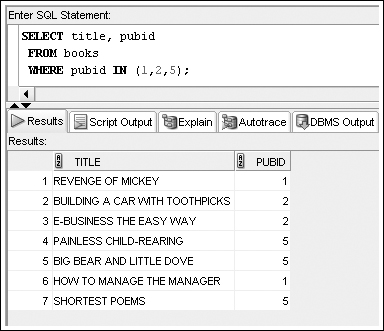 Enter SQL Statement:
SELECT title, pubid
FROM books
WHERE pubid IN (1,2,5);
Results Script Output Explain Autotrace DBMS Output
Results:
TITLE PUBID
1 REVENGE OF MICKEY 1
2 BUILDING A CAR WITH TOOTHPICKS 2
3 E-BUSINESS THE EASY WAY 2
4 PAINLESS CHILD-REARING 5
5 BIG BEAR AND LITTLE DOVE 5
6 HOW TO MANAGE THE MANAGER 1
7 SHORTEST POEMS 5